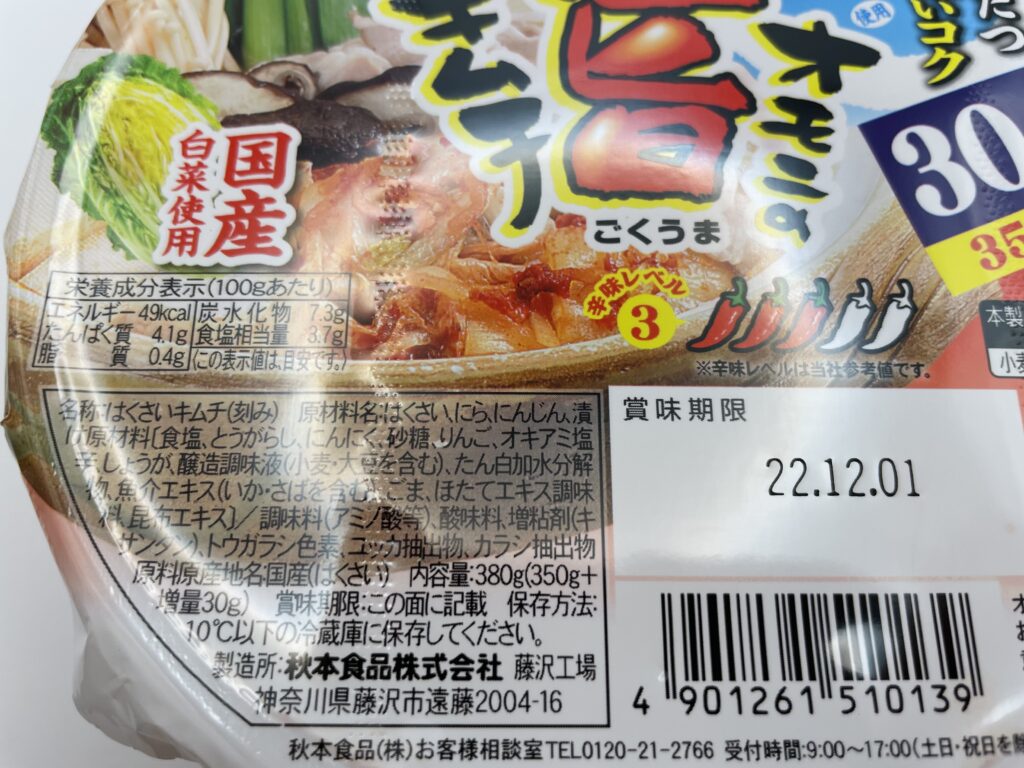 オモニの
旨
キムチ
ごくうま
使用
たつ
いコク
30
35
国産
白菜使用
辛味レベル
3
※辛味レベルは当社参考値です。
栄養成分表示(100gあたり)
エネルギー 49kcal 炭水化物 7.3g
たんぱく質 4.1g 食塩相当量 3.7g
脂質 0.4g (この表示値は、目安です。)
名称:はくさいキムチ(刻み) 原材料名:はくさい、にら、にんじん、漬
け原材料[食塩、とうがらし、にんにく、砂糖、りんご、オキアミ塩
辛、しょうが、醸造調味液(小麦・大豆を含む)、たん白加水分解
物、魚介エキス(いか・さばを含む)、ごま、ほたてエキス調味
料、昆布エキス]/調味料(アミノ酸等)、酸味料、増粘剤(キ
サンタン)、トウガラシ色素、ユッカ抽出物、カラシ抽出物
原料原産地名:国産(はくさい) 内容量:380g(350g+
増量30g) 賞味期限:この面に記載 保存方法:
10℃以下の冷蔵庫に保存してください。
製造所:秋本食品株式会社 藤沢工場
神奈川県藤沢市遠藤2004-16
賞味期限
22.12.01
本製
小麦
4 901261 510139
秋本食品(株)お客様相談室TEL0120-21-2766 受付時間:9:00～17:00(土日・祝日を除